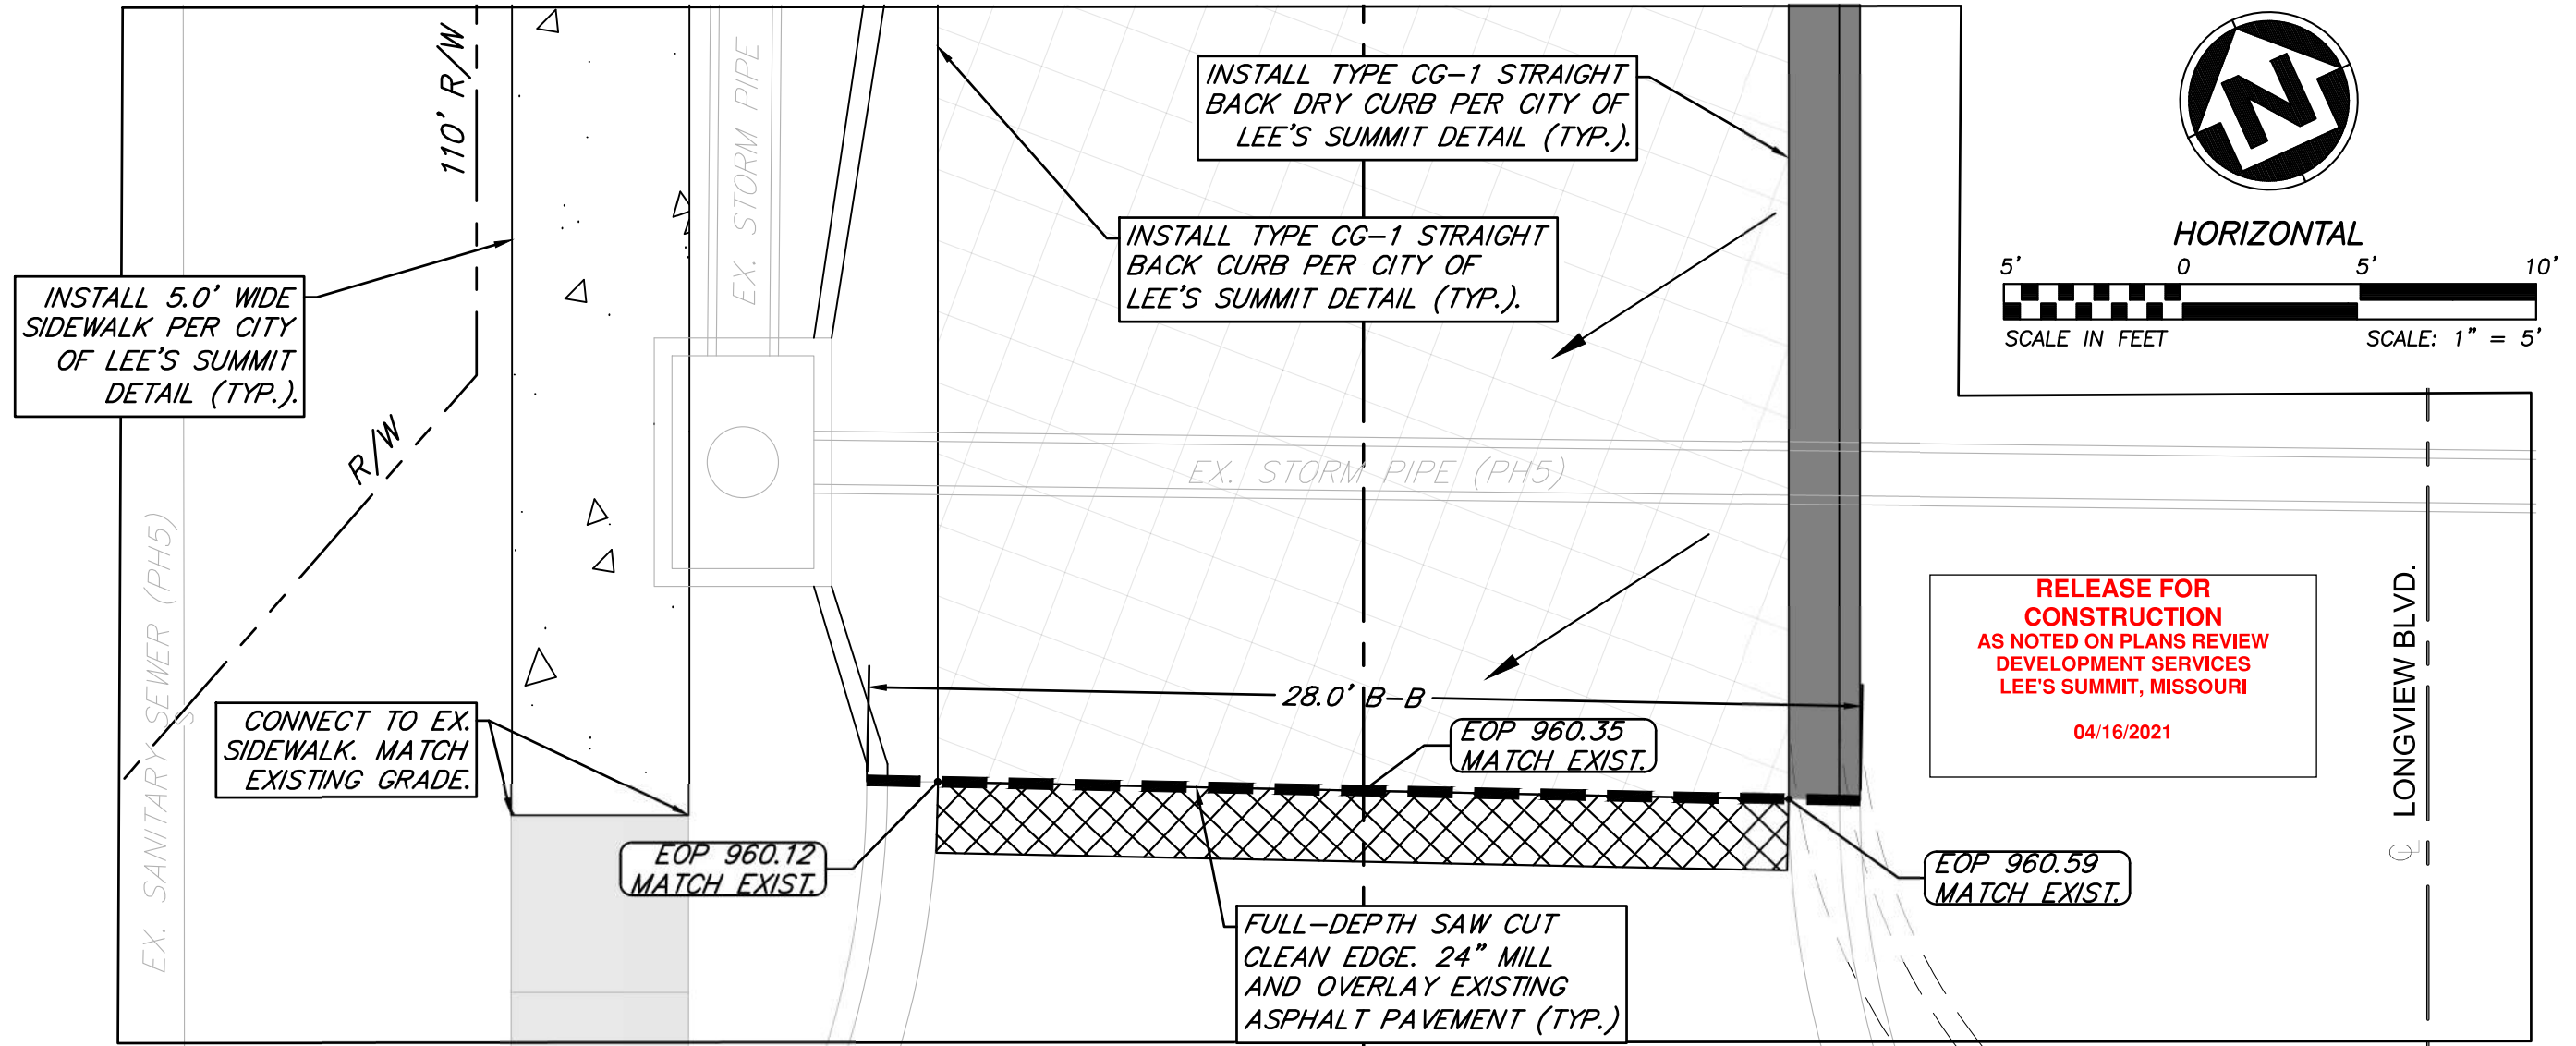 110' R/W
EX. STORM PIPE
INSTALL TYPE CG-1 STRAIGHT
BACK DRY CURB PER CITY OF
LEE'S SUMMIT DETAIL (TYP.).
N
HORIZONTAL
5' 0 5' 10'
SCALE IN FEET SCALE: 1" = 5'
INSTALL TYPE CG-1 STRAIGHT
BACK CURB PER CITY OF
LEE'S SUMMIT DETAIL (TYP.).
INSTALL 5.0' WIDE
SIDEWALK PER CITY
OF LEE'S SUMMIT
DETAIL (TYP.).
R/W
EX. STORM PIPE (PH5)
EX. SANITARY SEWER (PH5)
S
RELEASE FOR
CONSTRUCTION
AS NOTED ON PLANS REVIEW
DEVELOPMENT SERVICES
LEE'S SUMMIT, MISSOURI
04/16/2021
℄ LONGVIEW BLVD.
28.0' B-B
CONNECT TO EX.
SIDEWALK. MATCH
EXISTING GRADE.
EOP 960.35
MATCH EXIST.
EOP 960.12
MATCH EXIST.
EOP 960.59
MATCH EXIST.
FULL-DEPTH SAW CUT
CLEAN EDGE. 24" MILL
AND OVERLAY EXISTING
ASPHALT PAVEMENT (TYP.)